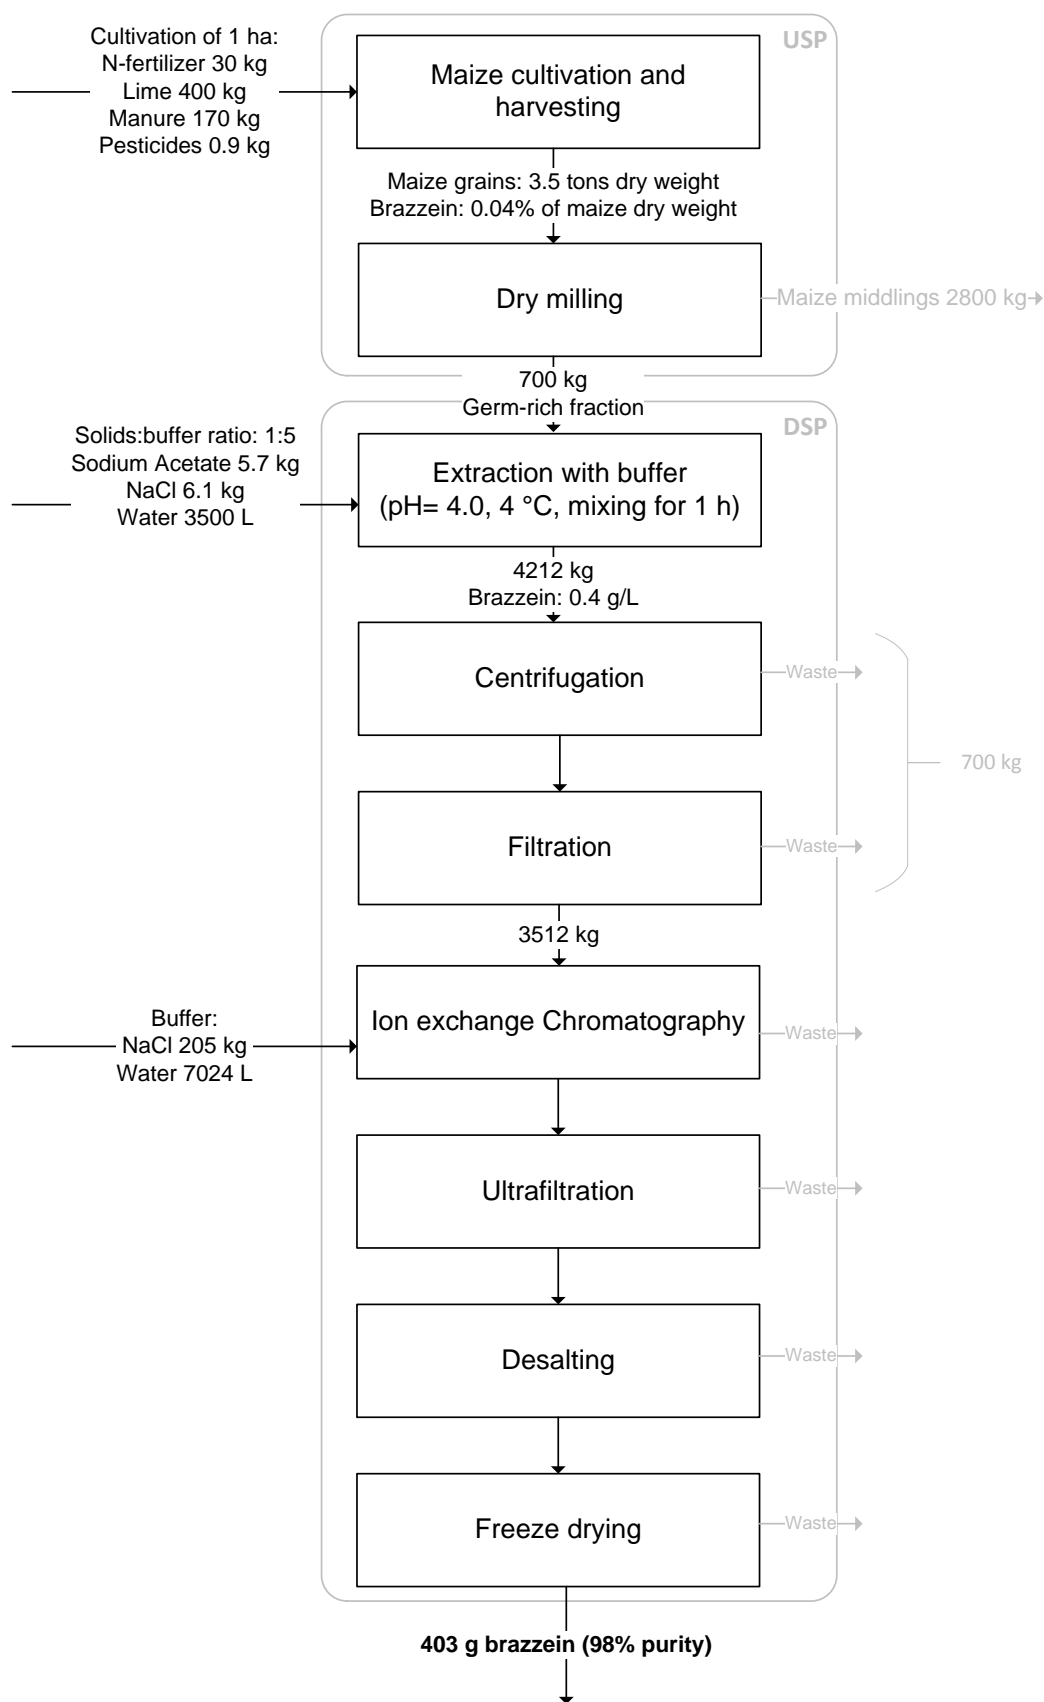 Cultivation of 1 ha:
N-fertilizer 30 kg
Lime 400 kg
Manure 170 kg
Pesticides 0.9 kg
USP
Maize cultivation and
harvesting
Maize grains: 3.5 tons dry weight
Brazzein: 0.04% of maize dry weight
Dry milling
Maize middlings 2800 kg
700 kg
Germ-rich fraction
DSP
Solids:buffer ratio: 1:5
Sodium Acetate 5.7 kg
NaCl 6.1 kg
Water 3500 L
Extraction with buffer
(pH= 4.0, 4 °C, mixing for 1 h)
4212 kg
Brazzein: 0.4 g/L
Centrifugation
Waste
700 kg
Filtration
Waste
3512 kg
Buffer:
NaCl 205 kg
Water 7024 L
Ion exchange Chromatography
Waste
Ultrafiltration
Waste
Desalting
Waste
Freeze drying
Waste
403 g brazzein (98% purity)